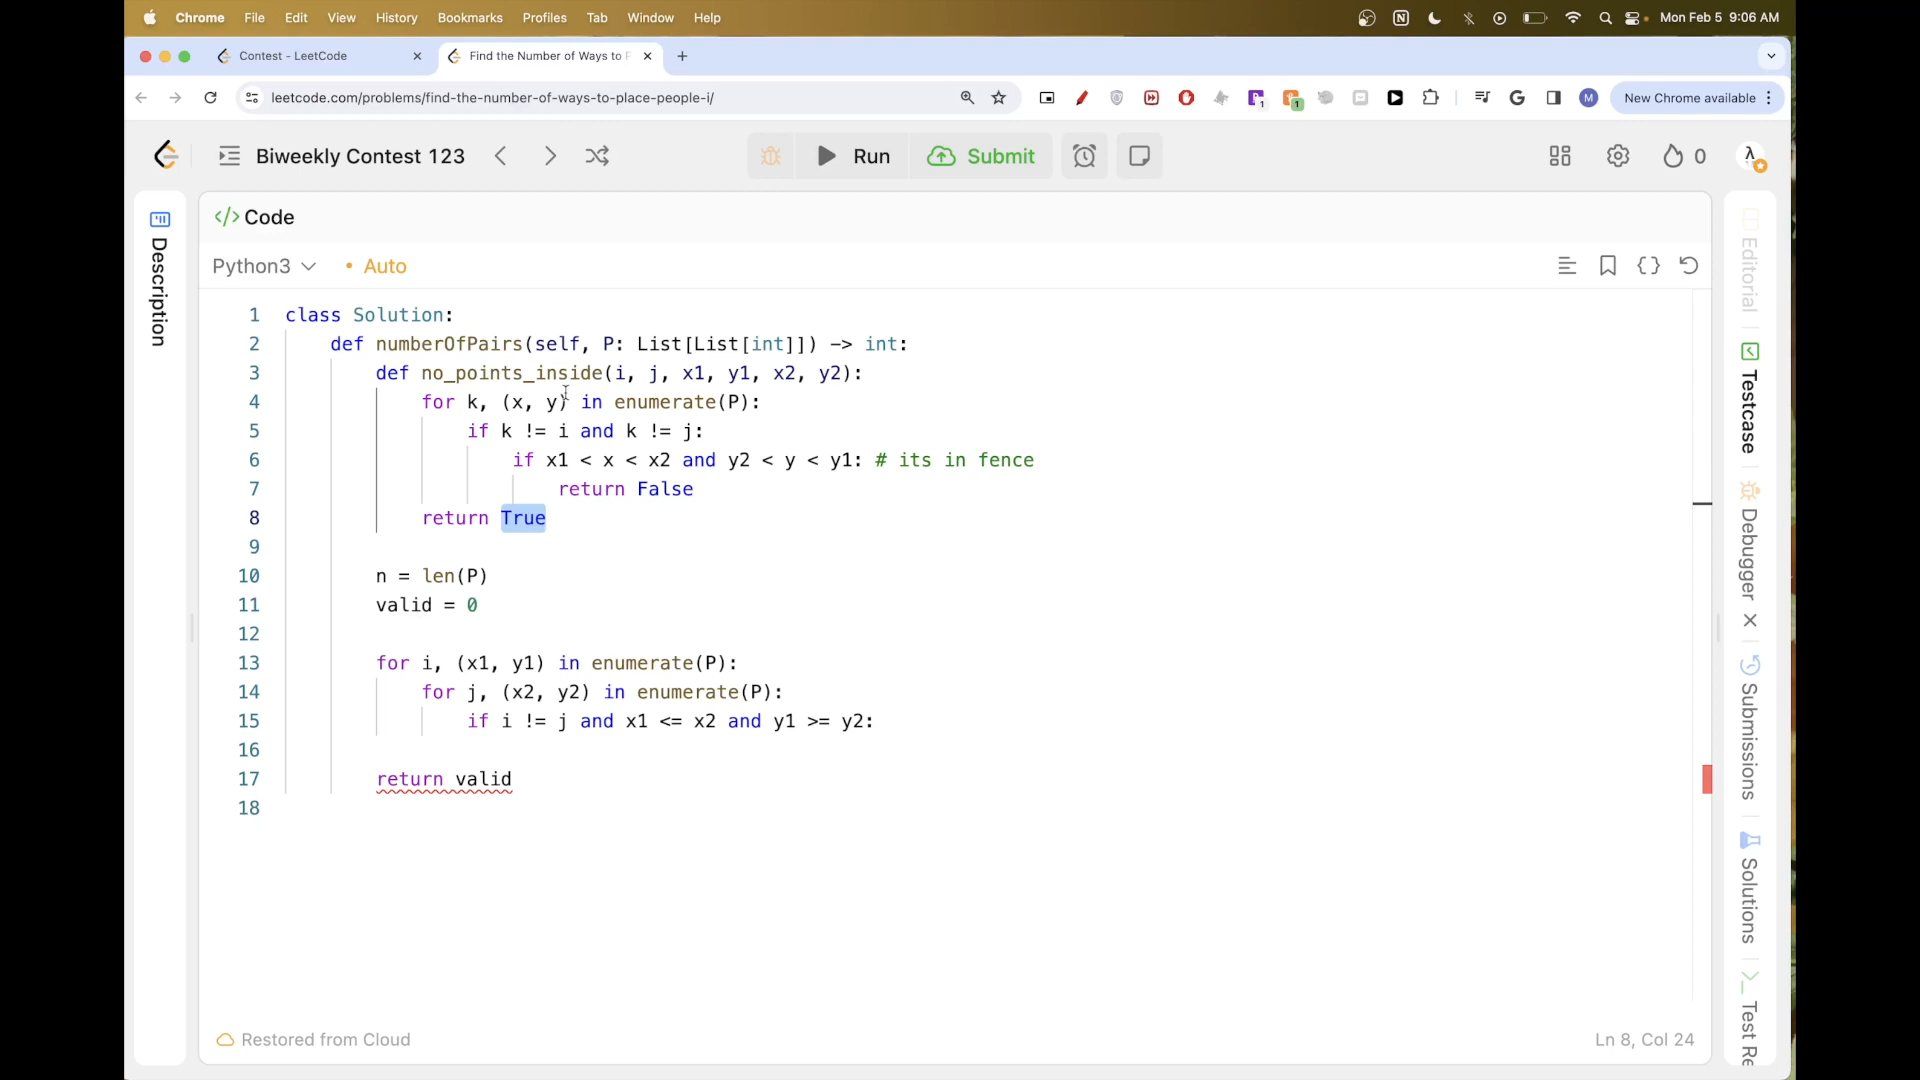 Chrome File Edit View History Bookmarks Profiles Tab Window Help
Mon Feb 5 9:06 AM
Contest - LeetCode
Find the Number of Ways to P
leetcode.com/problems/find-the-number-of-ways-to-place-people-i/
New Chrome available
Biweekly Contest 123
Run
Submit
0
Description
</> Code
Python3
• Auto
1 class Solution:
2 def numberOfPairs(self, P: List[List[int]]) -> int:
3 def no_points_inside(i, j, x1, y1, x2, y2):
4 for k, (x, y) in enumerate(P):
5 if k != i and k != j:
6 if x1 < x < x2 and y2 < y < y1: # its in fence
7 return False
8 return True
9
10 n = len(P)
11 valid = 0
12
13 for i, (x1, y1) in enumerate(P):
14 for j, (x2, y2) in enumerate(P):
15 if i != j and x1 <= x2 and y1 >= y2:
16
17 return valid
18
Restored from Cloud
Ln 8, Col 24
Editorial
Testcase
Debugger
Submissions
Solutions
Test Re